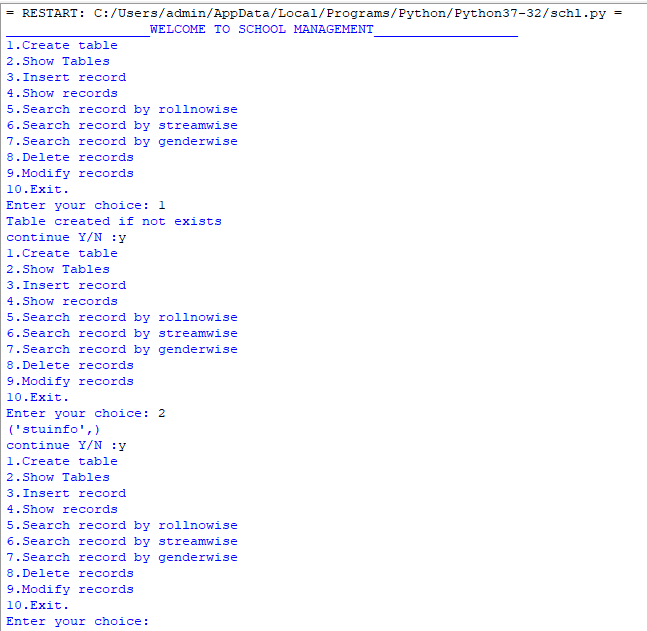 = RESTART: C:/Users/admin/AppData/Local/Programs/Python/Python37-32/schl.py =
__________________WELCOME TO SCHOOL MANAGEMENT__________________
1.Create table
2.Show Tables
3.Insert record
4.Show records
5.Search record by rollnowise
6.Search record by streamwise
7.Search record by genderwise
8.Delete records
9.Modify records
10.Exit.
Enter your choice: 1
Table created if not exists
continue Y/N :y
1.Create table
2.Show Tables
3.Insert record
4.Show records
5.Search record by rollnowise
6.Search record by streamwise
7.Search record by genderwise
8.Delete records
9.Modify records
10.Exit.
Enter your choice: 2
('stuinfo',)
continue Y/N :y
1.Create table
2.Show Tables
3.Insert record
4.Show records
5.Search record by rollnowise
6.Search record by streamwise
7.Search record by genderwise
8.Delete records
9.Modify records
10.Exit.
Enter your choice: